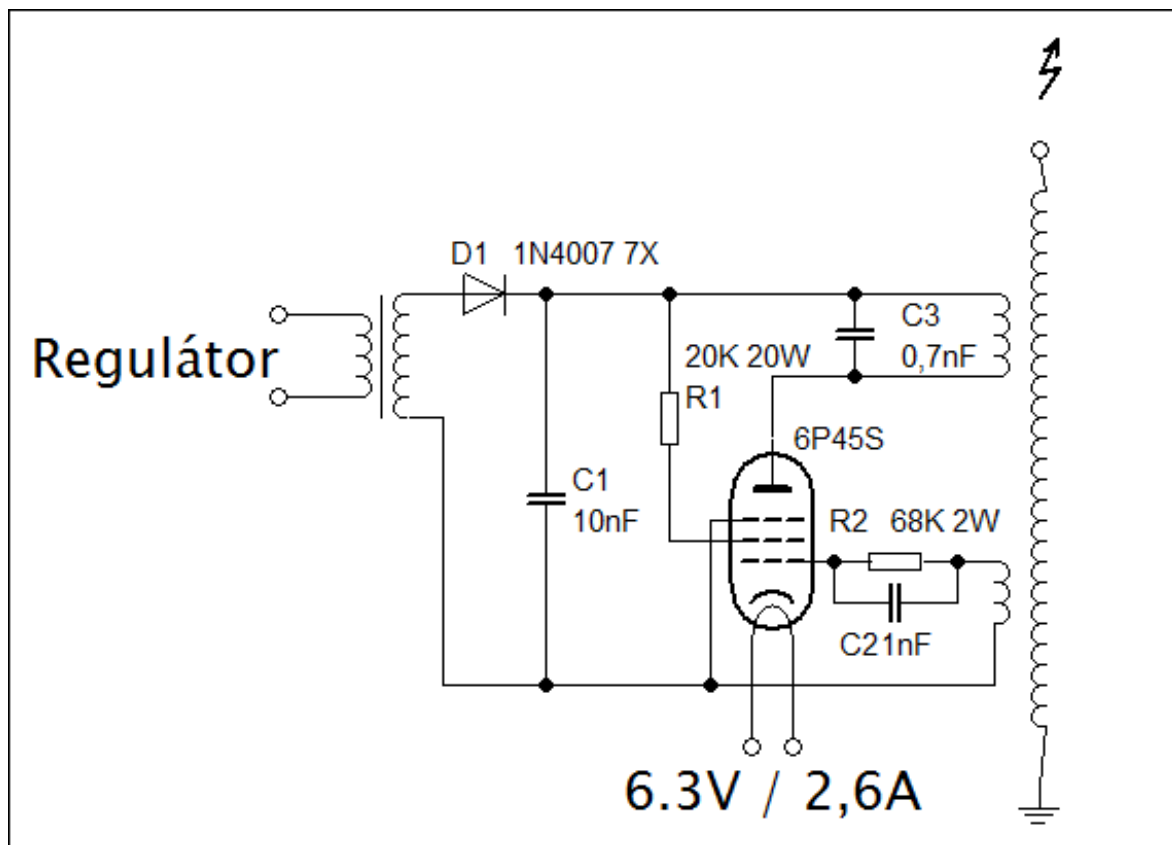 D1 1N4007 7X
Regulátor
C3
0,7nF
20K 20W
R1
6P45S
C1
10nF
R2 68K 2W
C21nF
6.3V / 2,6A